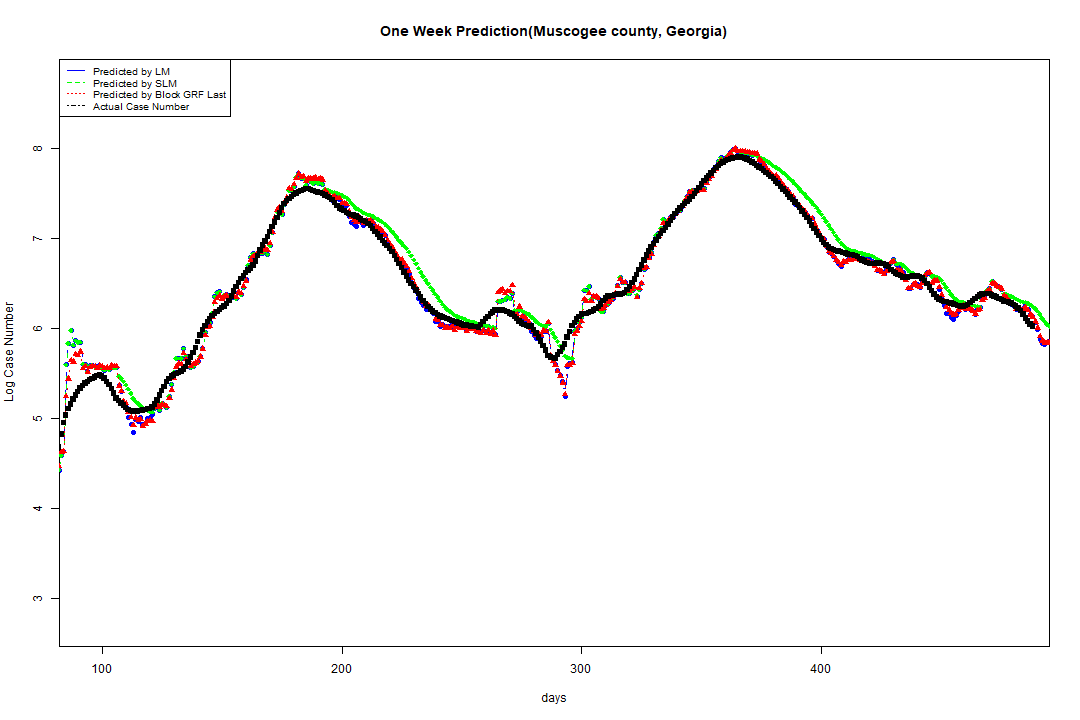 One Week Prediction(Muscogee county, Georgia)
Predicted by LM
Predicted by SLM
Predicted by Block GRF Last
Actual Case Number
8
7
6
5
4
3
Log Case Number
100 200 300 400
days